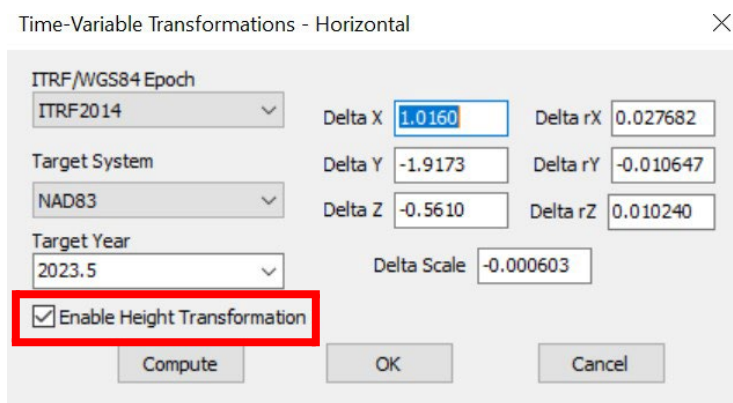 Time-Variable Transformations - Horizontal
ITRF/WGS84 Epoch
ITRF2014
Delta X 1.0160 Delta rX 0.027682
Target System
Delta Y -1.9173 Delta rY -0.010647
NAD83
Delta Z -0.5610 Delta rZ 0.010240
Target Year
2023.5
Delta Scale -0.000603
Enable Height Transformation
Compute OK Cancel